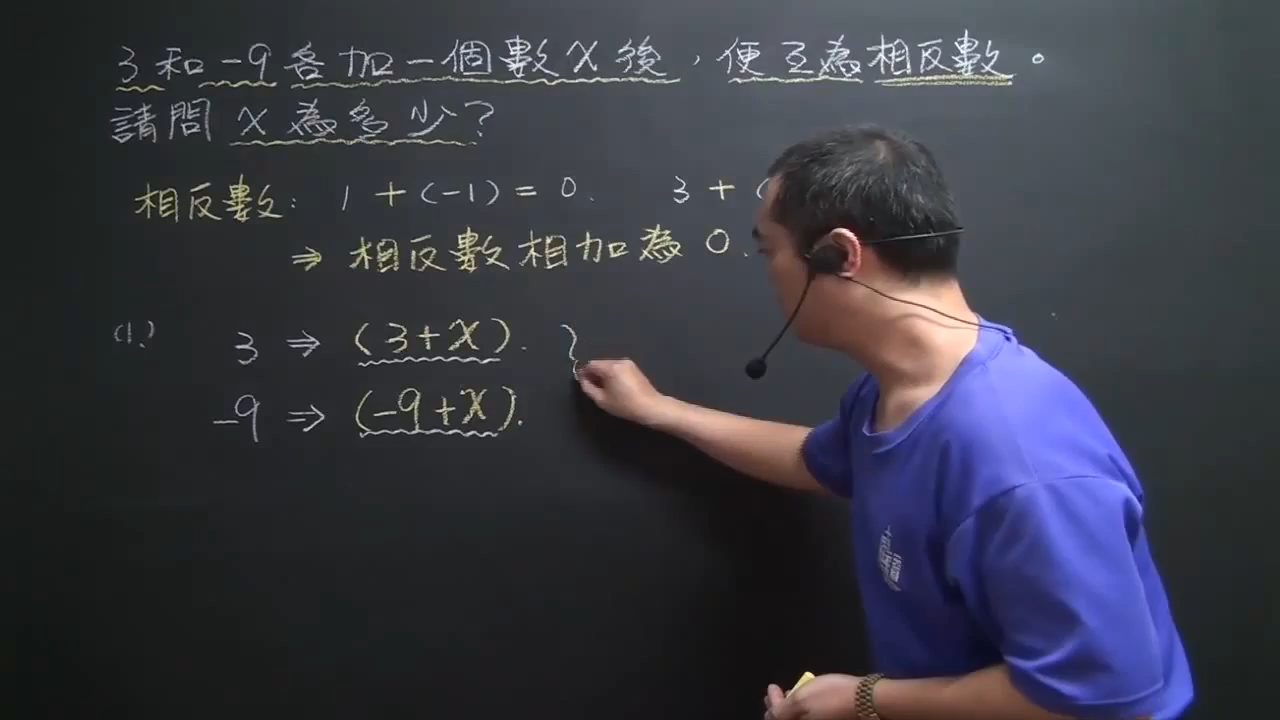 3和-9各加一個數X後，便互為相反數。
請問X為多少？
相反數：1+(-1)=0. 3+(
⇒相反數相加為0.
(1.) 3⇒(3+X).
-9⇒(-9+X).